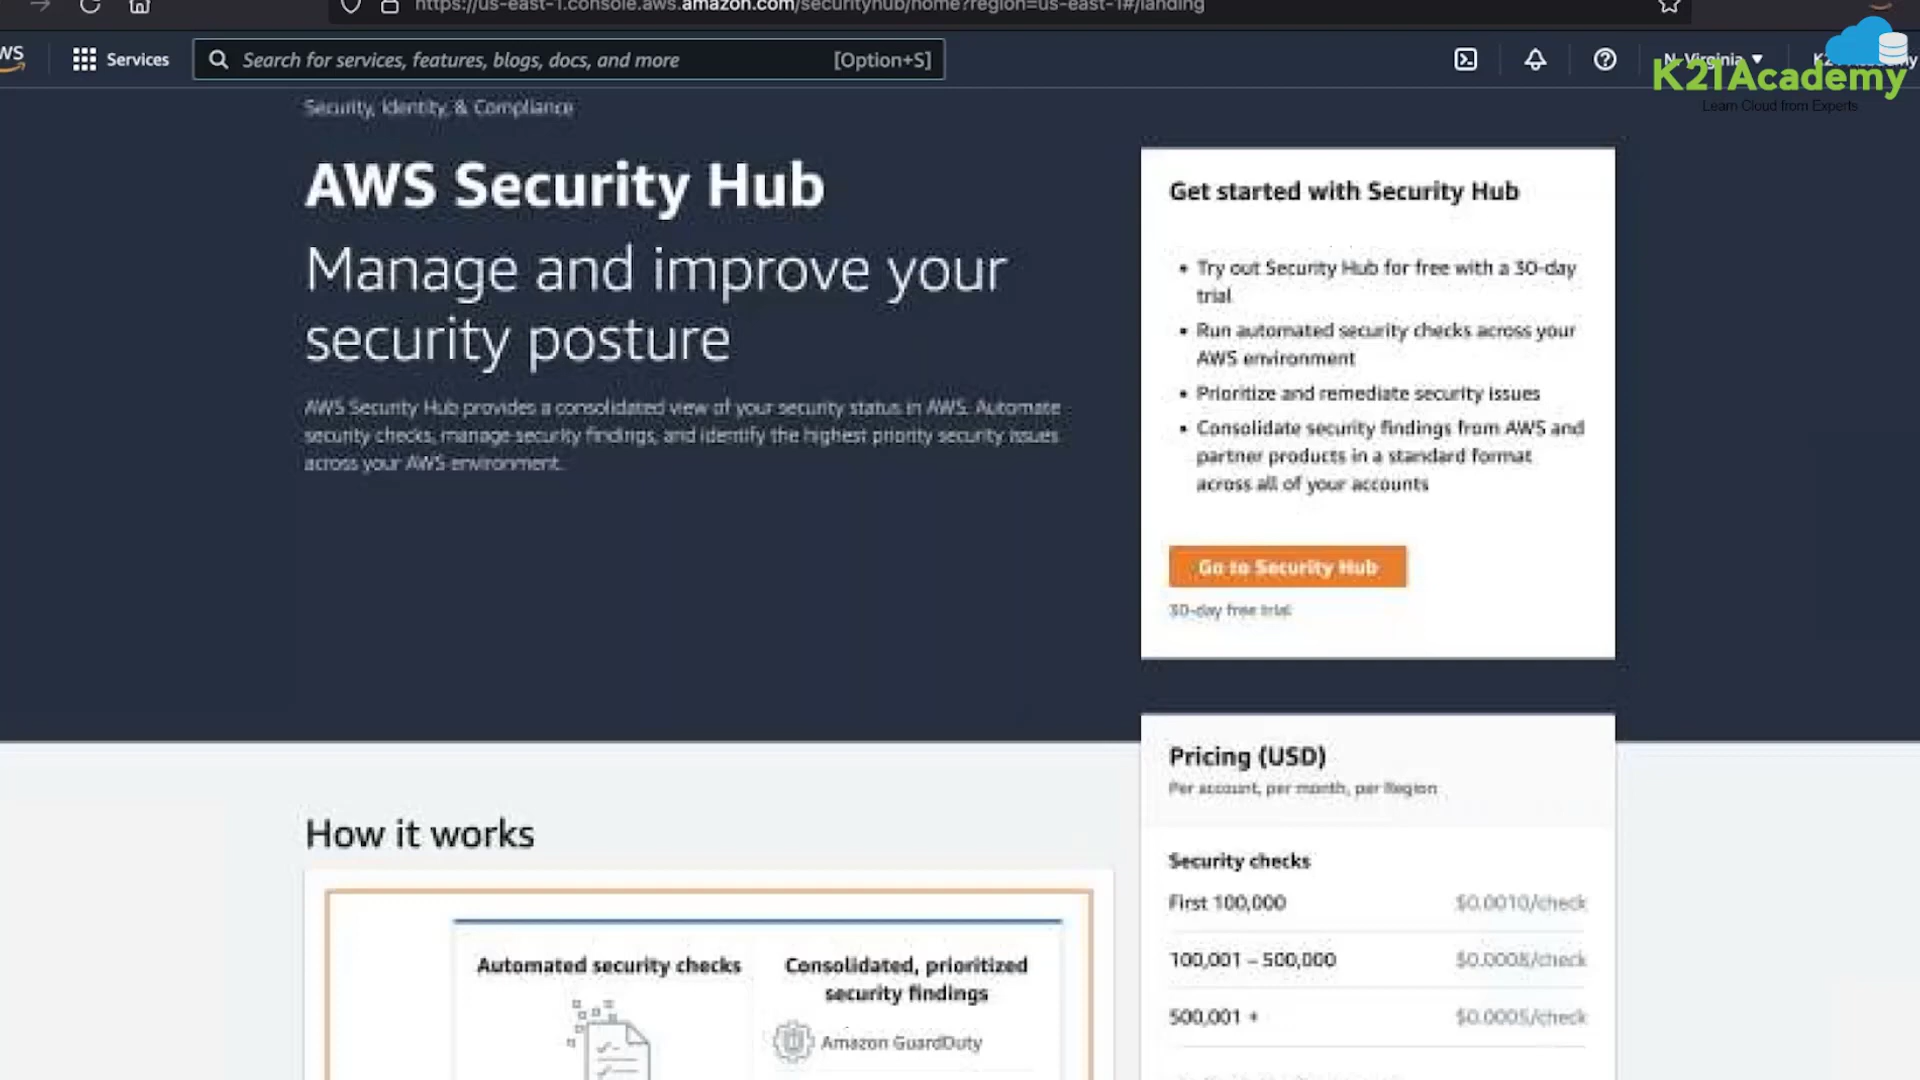 https://us-east-1.console.aws.amazon.com/securityhub/home?region=us-east-1#/landing
Services
Search for services, features, blogs, docs, and more
[Option+S]
N. Virginia
K21Academy
Learn Cloud from Experts
Security, Identity, & Compliance
AWS Security Hub
Manage and improve your
security posture
AWS Security Hub provides a consolidated view of your security status in AWS. Automate
security checks, manage security findings, and identify the highest priority security issues
across your AWS environment.
Get started with Security Hub
• Try out Security Hub for free with a 30-day
trial
• Run automated security checks across your
AWS environment
• Prioritize and remediate security issues
• Consolidate security findings from AWS and
partner products in a standard format
across all of your accounts
Go to Security Hub
30-day free trial
Pricing (USD)
Per account, per month, per Region
Security checks
First 100,000 $0.0010/check
100,001 – 500,000 $0.0008/check
500,001 + $0.0005/check
How it works
Automated security checks
Consolidated, prioritized
security findings
Amazon GuardDuty